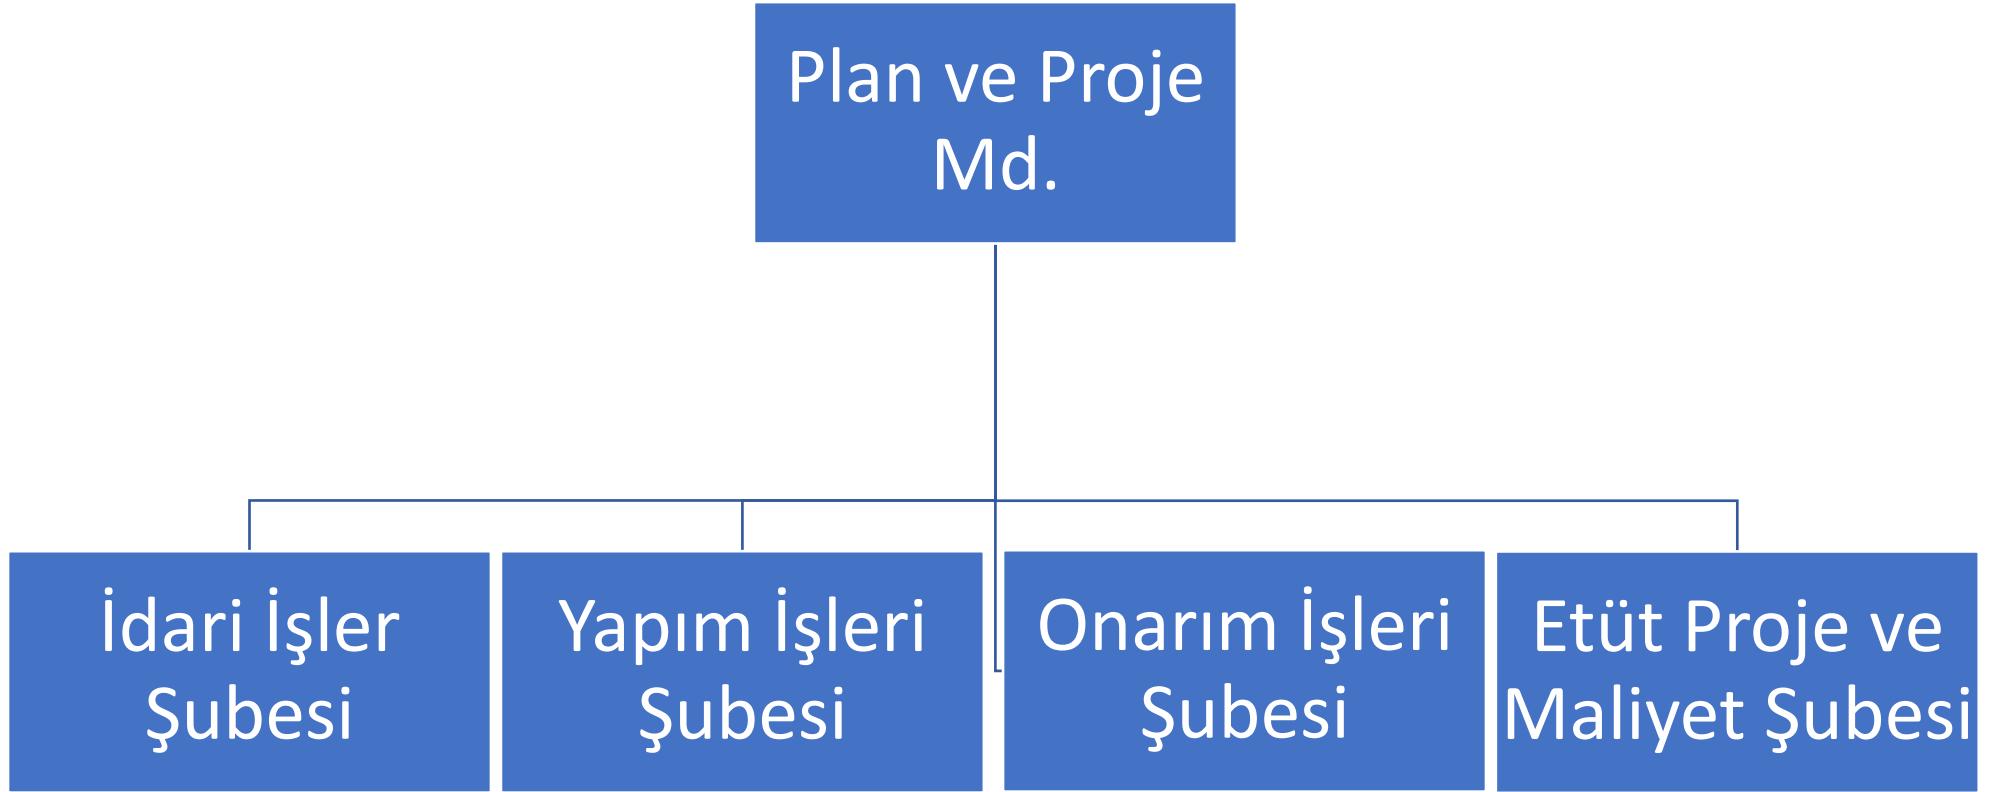 Plan ve Proje
Md.
İdari İşler
Şubesi
Yapım İşleri
Şubesi
Onarım İşleri
Şubesi
Etüt Proje ve
Maliyet Şubesi